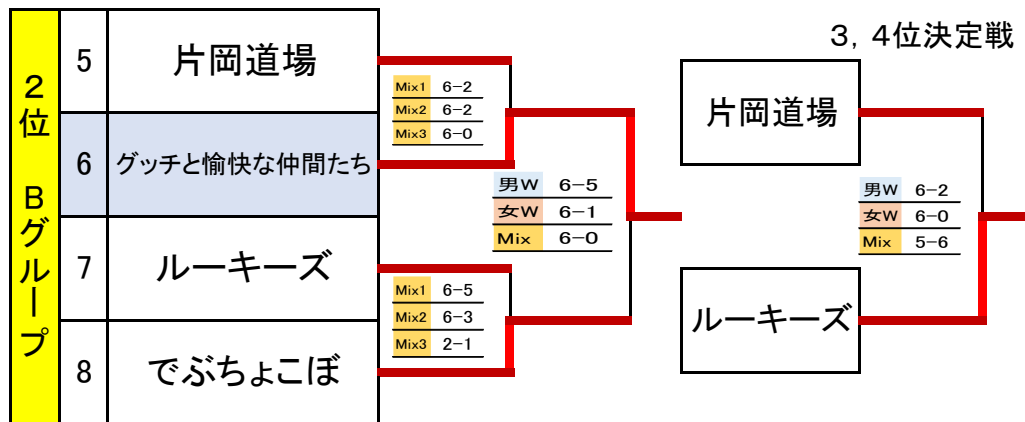 2位 Bグループ
5 片岡道場
6 グッチと愉快な仲間たち
7 ルーキーズ
8 でぶちょこぼ
Mix1 6-2
Mix2 6-2
Mix3 6-0
男W 6-5
女W 6-1
Mix 6-0
Mix1 6-5
Mix2 6-3
Mix3 2-1
3,4位決定戦
片岡道場
男W 6-2
女W 6-0
Mix 5-6
ルーキーズ